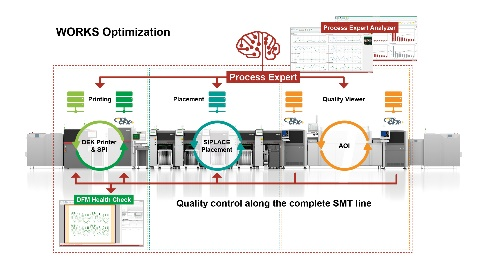 WORKS Optimization
Process Expert Analyzer
Process Expert
Printing
Placement
Quality Viewer
DEK Printer
& SPI
SIPLACE
Placement
AOI
DFM Health Check
Quality control along the complete SMT line